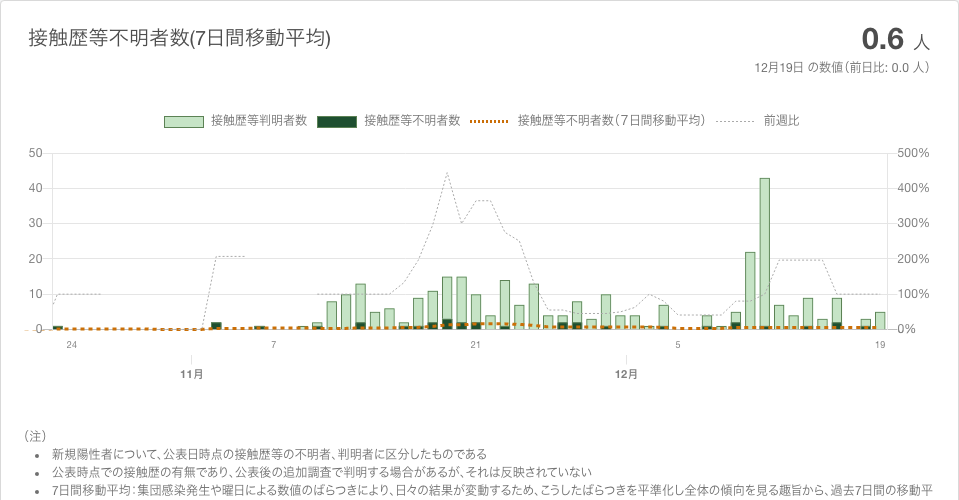 接触歴等不明者数(7日間移動平均)
0.6 人
12月19日 の数値（前日比: 0.0 人）
接触歴等判明者数 接触歴等不明者数 接触歴等不明者数（7日間移動平均） 前週比
50 500%
40 400%
30 300%
20 200%
10 100%
0 0%
24 7 21 5 19
11月 12月
（注）
• 新規陽性者について、公表日時点の接触歴等の不明者、判明者に区分したものである
• 公表時点での接触歴の有無であり、公表後の追加調査で判明する場合があるが、それは反映されていない
• 7日間移動平均：集団感染発生や曜日による数値のばらつきにより、日々の結果が変動するため、こうしたばらつきを平準化し全体の傾向を見る趣旨から、過去7日間の移動平